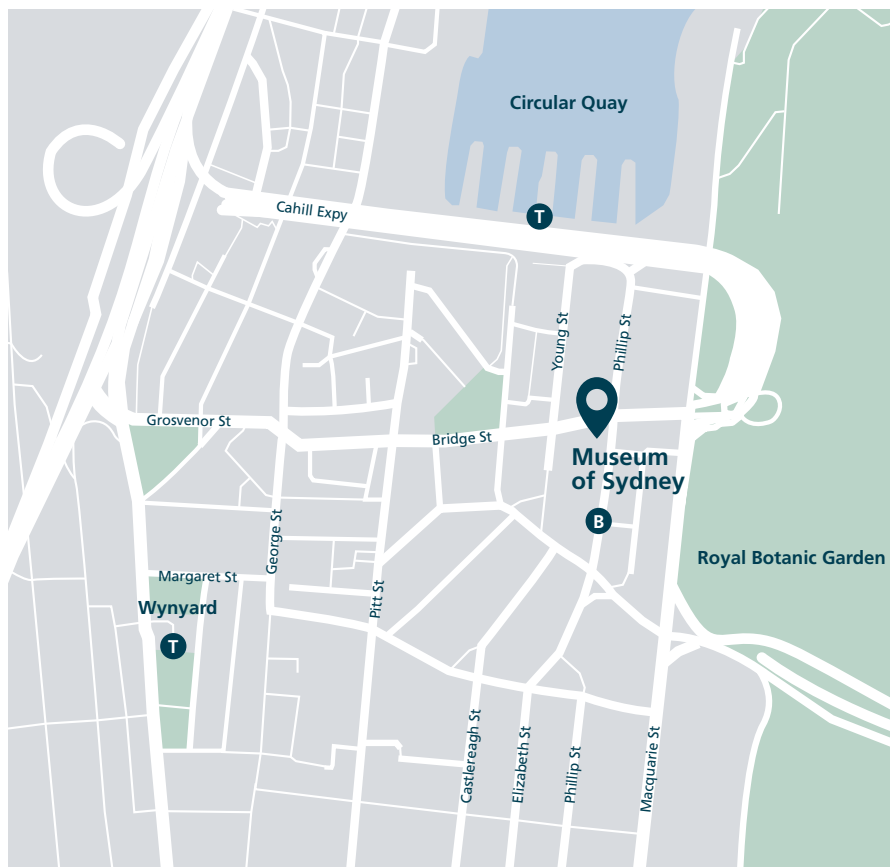 Circular Quay
T
Cahill Expy
Young St
Phillip St
Grosvenor St
Bridge St
Museum
of Sydney
B
George St
Royal Botanic Garden
Margaret St
Pitt St
Wynyard
T
Castlereagh St
Elizabeth St
Phillip St
Macquarie St